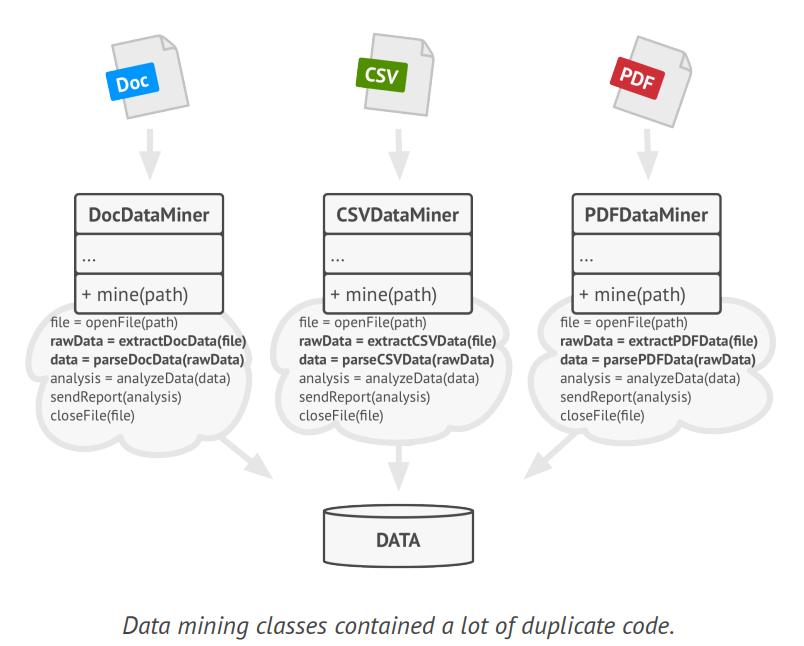 Doc
CSV
PDF
DocDataMiner
...
+ mine(path)
file = openFile(path)
rawData = extractDocData(file)
data = parseDocData(rawData)
analysis = analyzeData(data)
sendReport(analysis)
closeFile(file)
CSVDataMiner
...
+ mine(path)
file = openFile(path)
rawData = extractCSVData(file)
data = parseCSVData(rawData)
analysis = analyzeData(data)
sendReport(analysis)
closeFile(file)
PDFDataMiner
...
+ mine(path)
file = openFile(path)
rawData = extractPDFData(file)
data = parsePDFData(rawData)
analysis = analyzeData(data)
sendReport(analysis)
closeFile(file)
DATA
Data mining classes contained a lot of duplicate code.